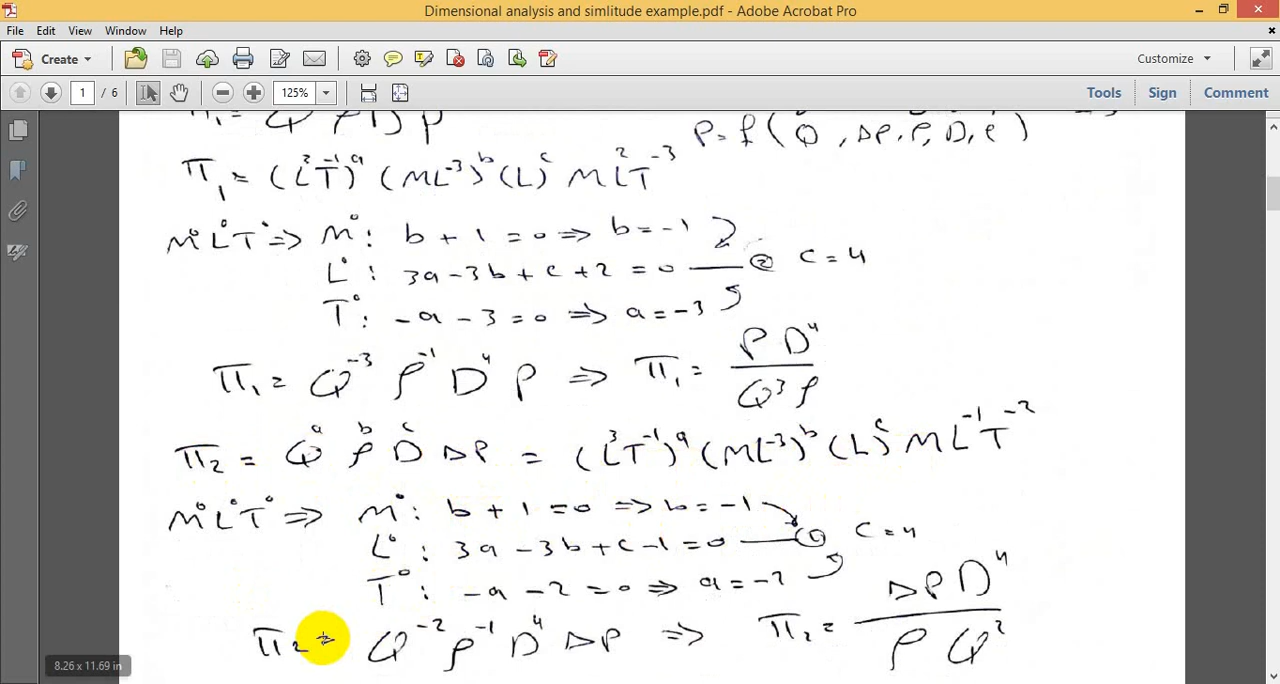 Dimensional analysis and simlitude example.pdf - Adobe Acrobat Pro
File Edit View Window Help
Create Customize
1 / 6 125% Tools Sign Comment
P = f ( Q , ΔP, ρ, D,
π₁ = (L³T⁻¹)ᵃ (ML⁻³)ᵇ (L)ᶜ ML²T⁻³
M⁰L⁰T⁰ => M⁰: b + 1 = 0 => b = -1
L⁰ : 3a - 3b + c + 2 = 0 @ c = 4
T⁰ : -a - 3 = 0 => a = -3
π₁ = Q⁻³ ρ⁻¹ D⁴ P => π₁ = P D⁴ / Q³ ρ
π₂ = Qᵃ ρᵇ Dᶜ ΔP = (L³T⁻¹)ᵃ (ML⁻³)ᵇ (L)ᶜ ML⁻¹T⁻²
M⁰L⁰T⁰ => M⁰: b + 1 = 0 => b = -1
L⁰ : 3a - 3b + c - 1 = 0 @ c = 4
T⁰ : -a - 2 = 0 => a = -2
π₂ = Q⁻² ρ⁻¹ D⁴ ΔP => π₂ = ΔP D⁴ / ρ Q²
8.26 x 11.69 in